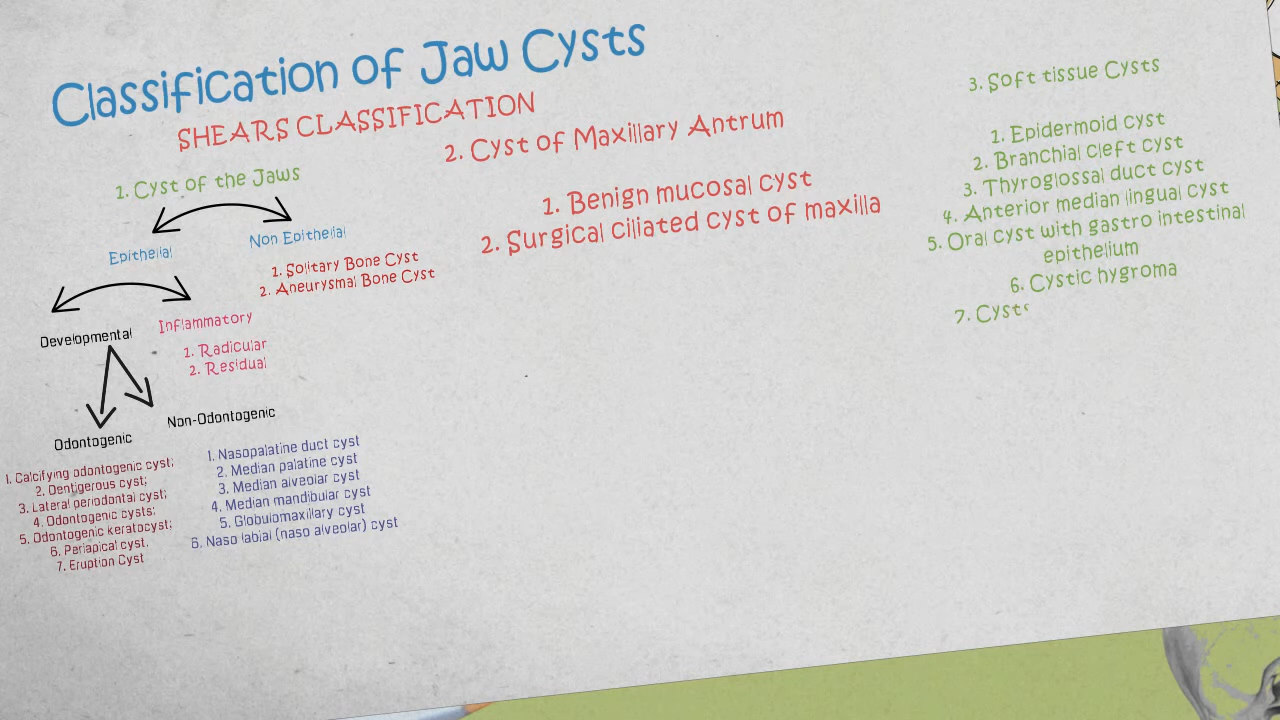 Classification of Jaw Cysts
SHEARS CLASSIFICATION
1. Cyst of the Jaws
Epithelial
Non Epithelial
1. Solitary Bone Cyst
2. Aneurysmal Bone Cyst
Developmental
Inflammatory
1. Radicular
2. Residual
Odontogenic
Non-Odontogenic
1. Calcifying odontogenic cyst;
2. Dentigerous cyst;
3. Lateral periodontal cyst;
4. Odontogenic cysts;
5. Odontogenic keratocyst;
6. Periapical cyst.
7. Eruption Cyst
1. Nasopalatine duct cyst
2. Median palatine cyst
3. Median alveolar cyst
4. Median mandibular cyst
5. Globulomaxillary cyst
6. Naso labial (naso alveolar) cyst
2. Cyst of Maxillary Antrum
1. Benign mucosal cyst
2. Surgical ciliated cyst of maxilla
3. Soft tissue Cysts
1. Epidermoid cyst
2. Branchial cleft cyst
3. Thyroglossal duct cyst
4. Anterior median lingual cyst
5. Oral cyst with gastro intestinal
epithelium
6. Cystic hygroma
7.